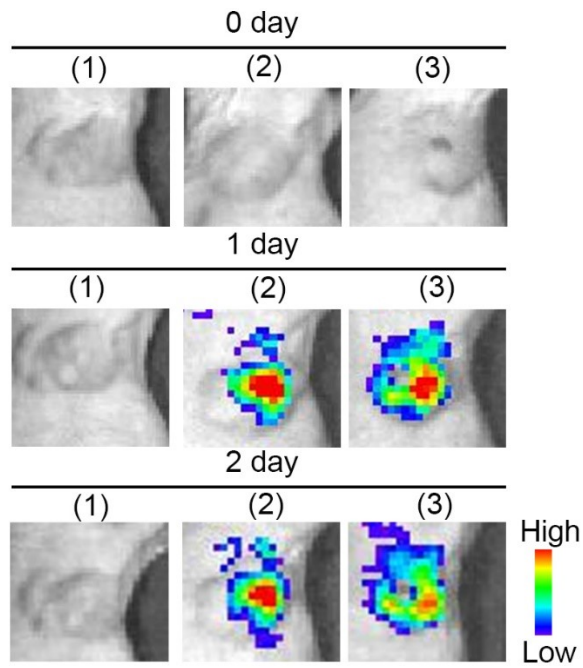 0 day
(1) (2) (3)
1 day
(1) (2) (3)
2 day
(1) (2) (3)
High
Low